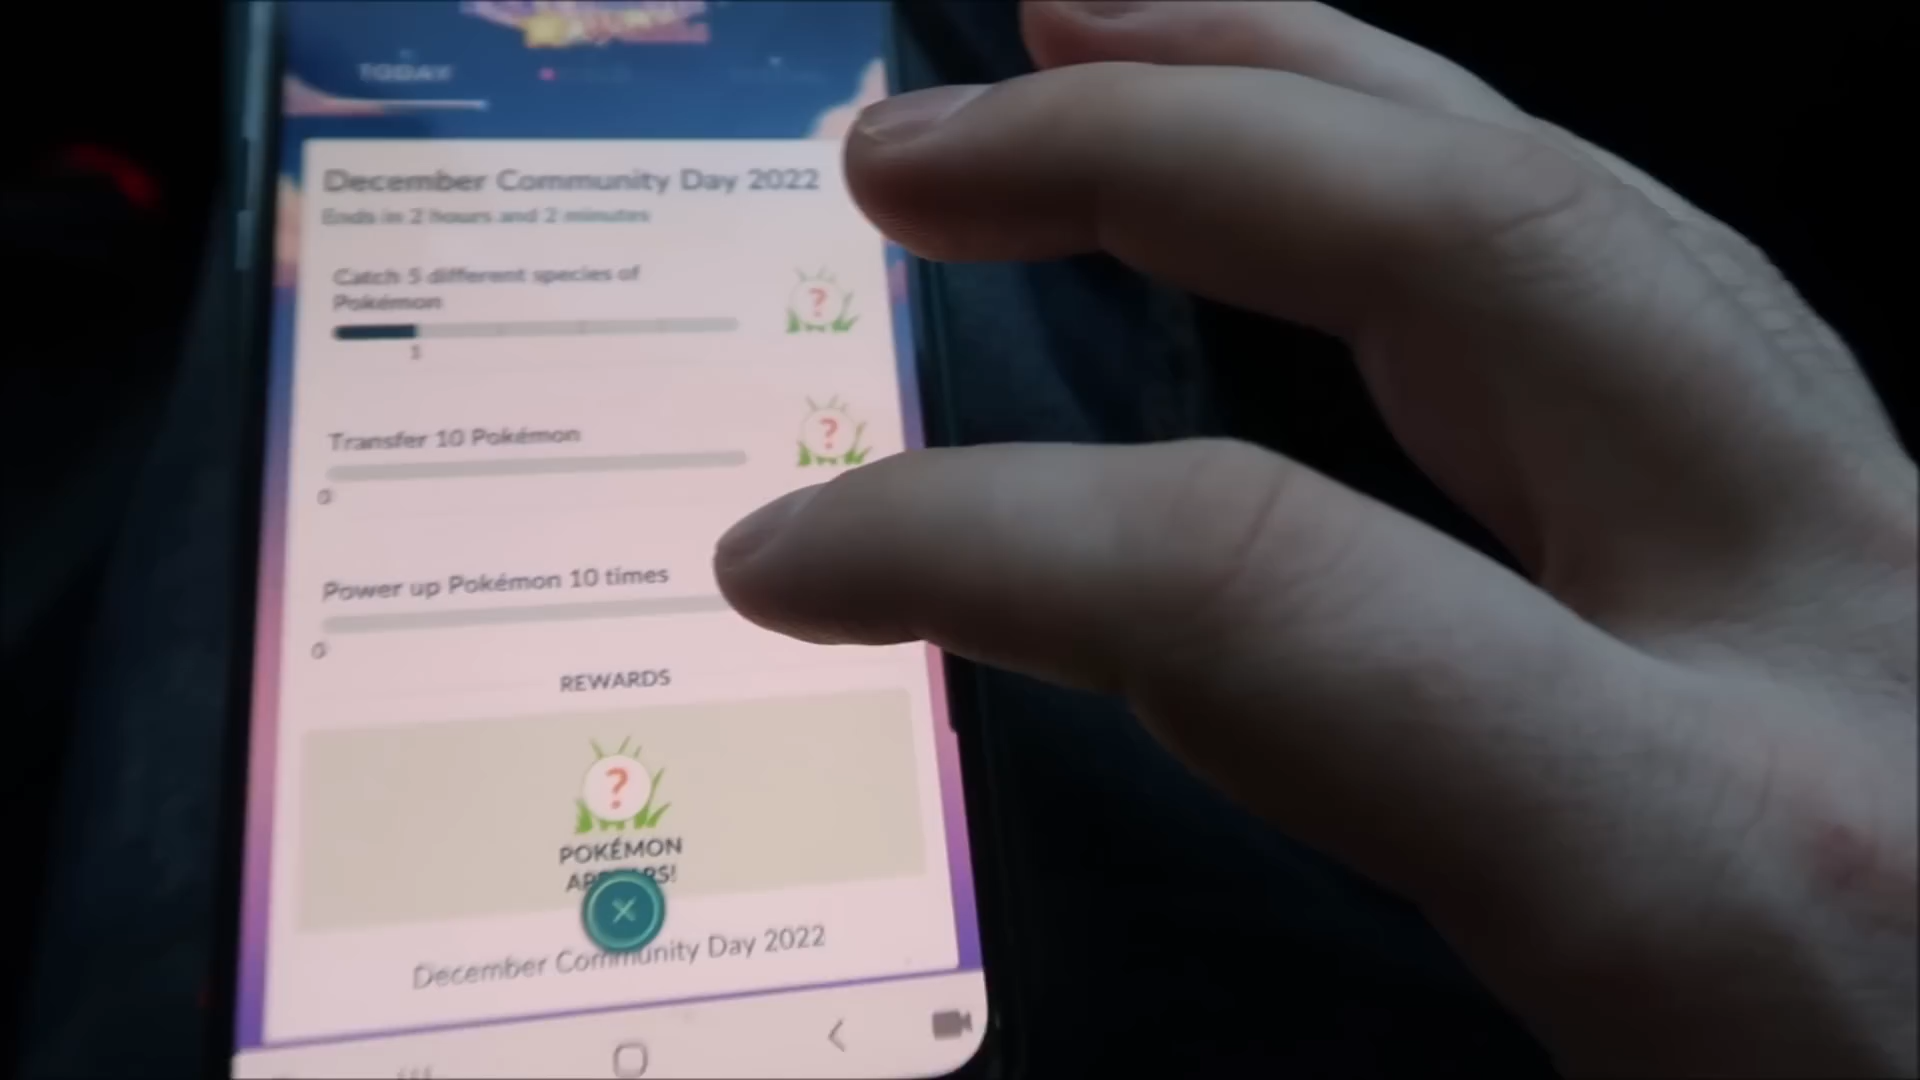 TODAY
December Community Day 2022
Ends in 2 hours and 2 minutes
Catch 5 different species of
Pokémon
1
Transfer 10 Pokémon
0
Power up Pokémon 10 times
0
REWARDS
?
?
?
POKÉMON
December Community Day 2022